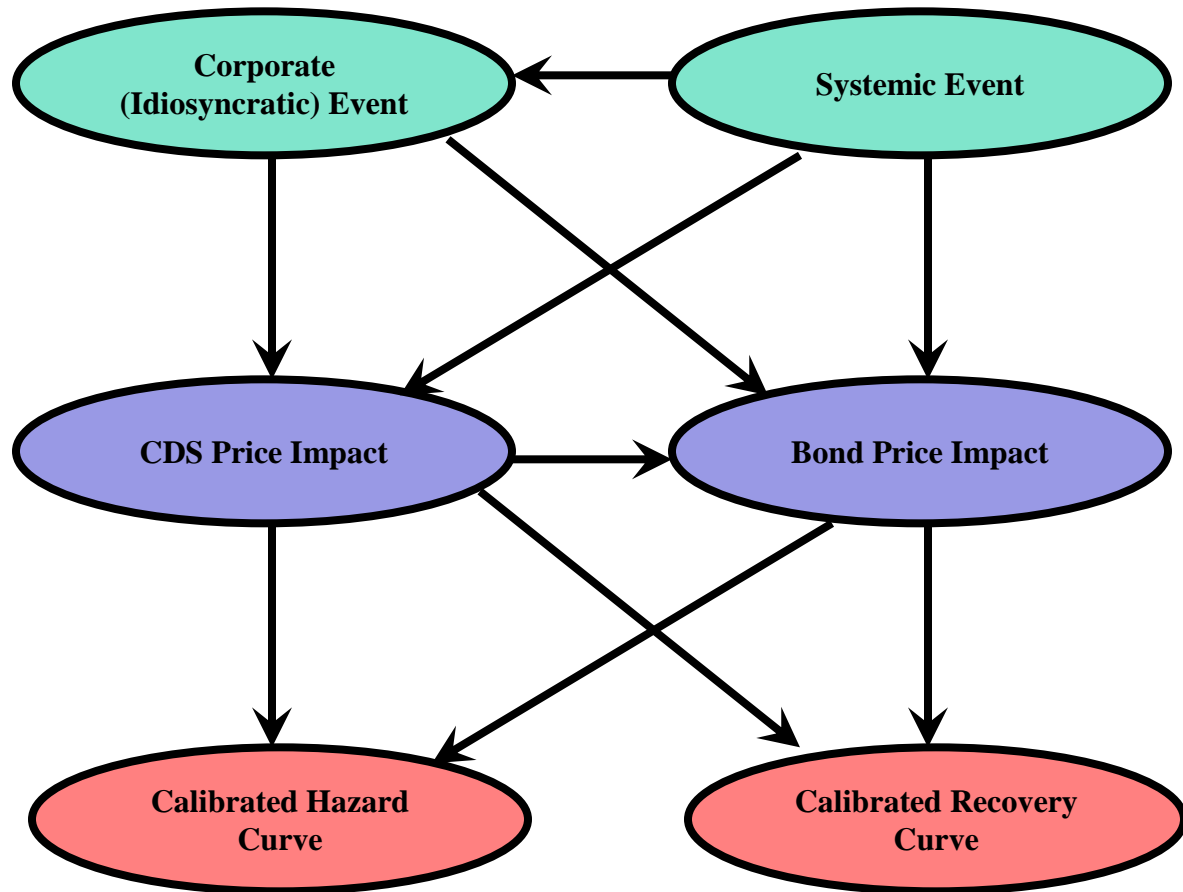 Corporate
(Idiosyncratic) Event
Systemic Event
CDS Price Impact
Bond Price Impact
Calibrated Hazard
Curve
Calibrated Recovery
Curve